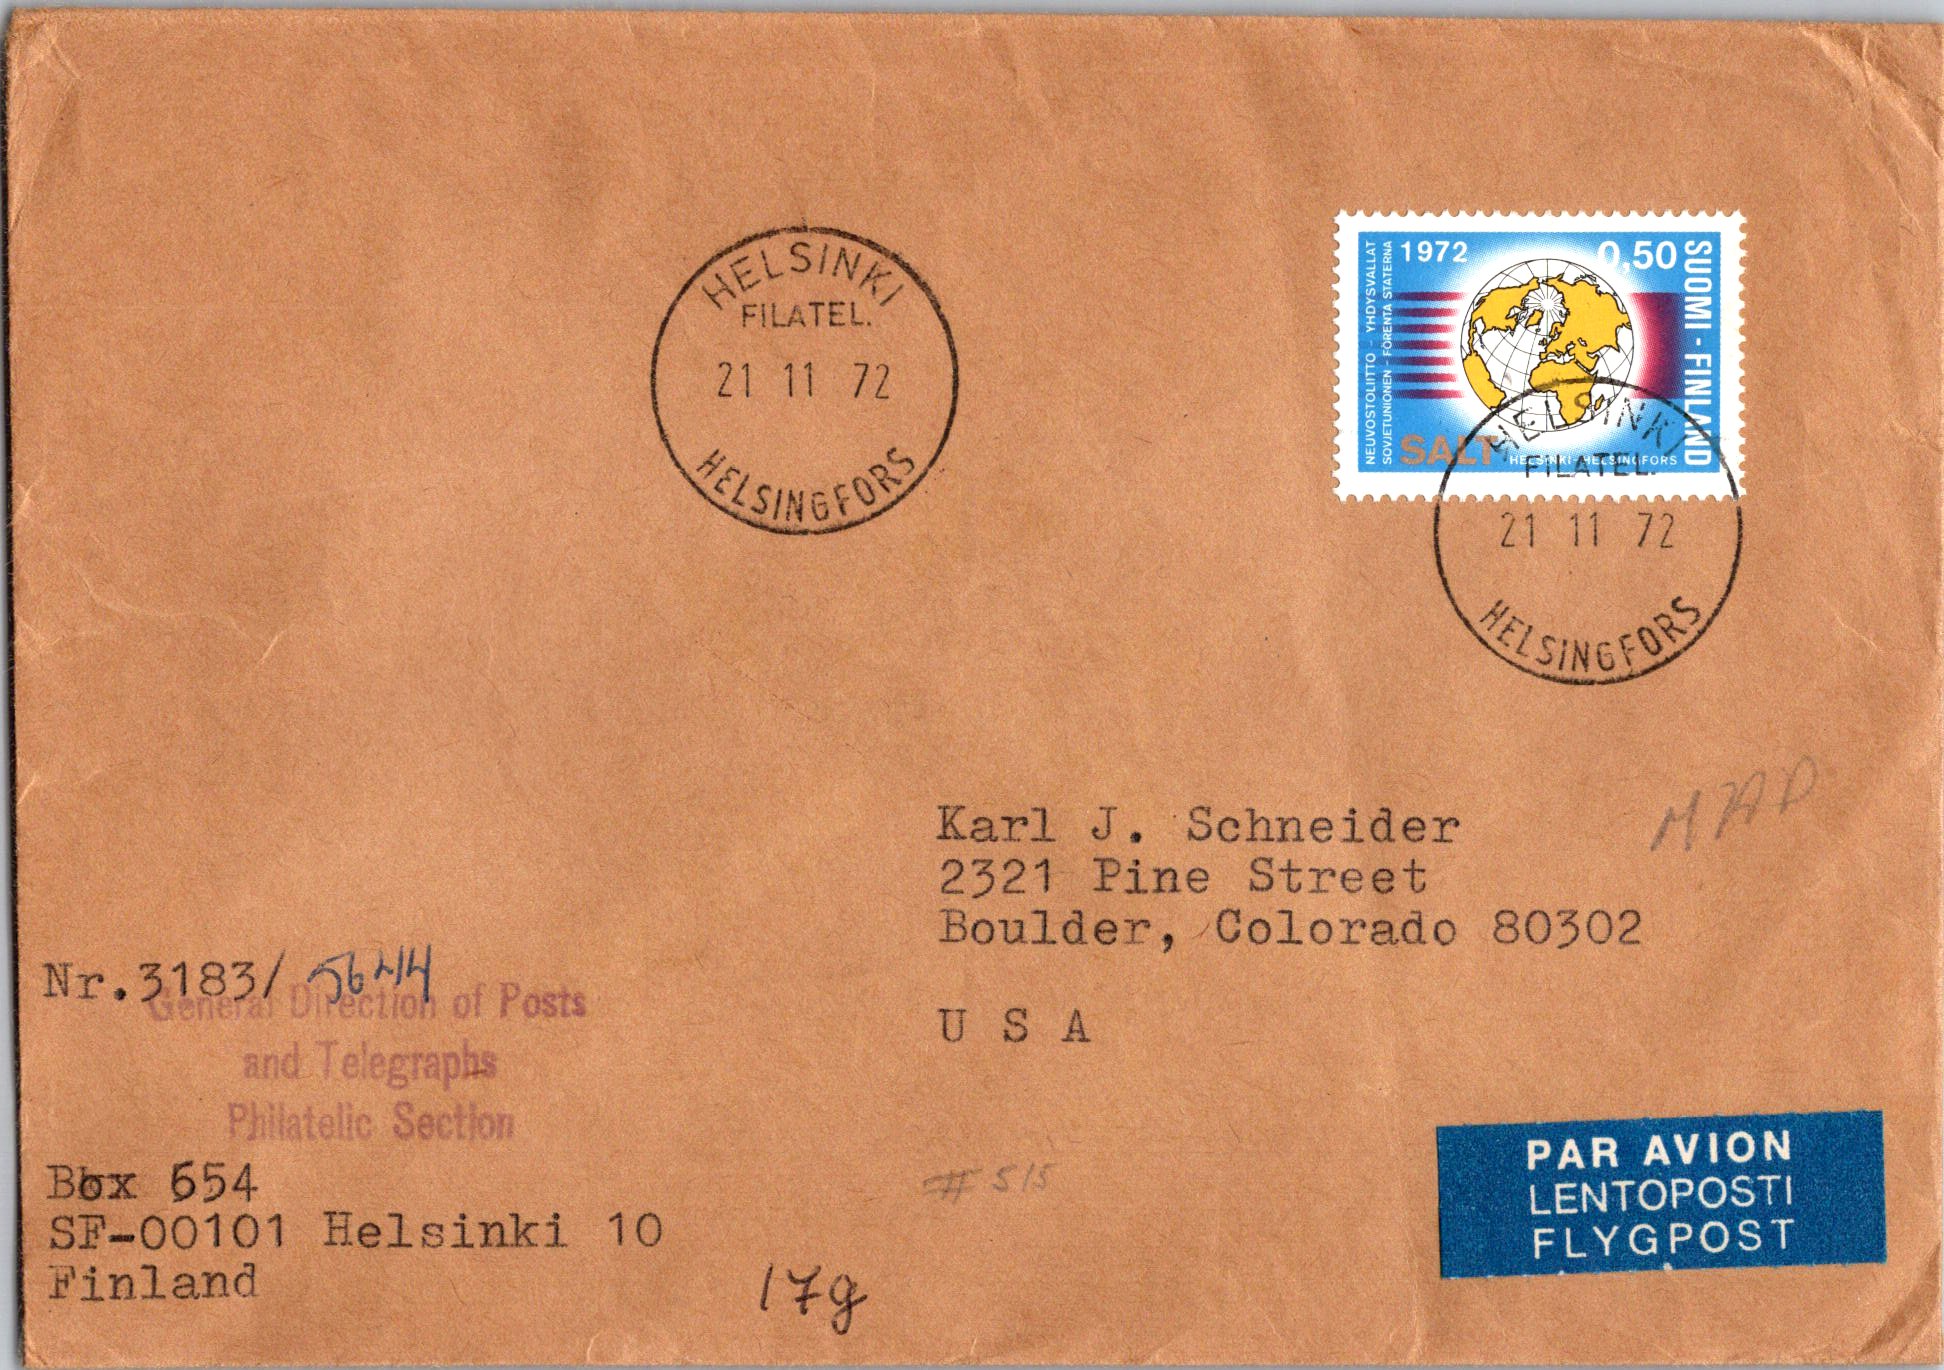 HELSINKI
FILATEL.
21 11 72
HELSINGFORS
NEUVOSTOLIITTO - YHDYSVALLAT
SOVJETUNIONEN - FÖRENTA STATERNA
1972
0,50
SUOMI - FINLAND
SALT
HELSINKI - HELSINGFORS
HELSINKI
FILATEL.
21 11 72
HELSINGFORS
Karl J. Schneider
2321 Pine Street
Boulder, Colorado 80302
U S A
Nr.3183/
General Direction of Posts
and Telegraphs
Philatelic Section
Box 654
SF-00101 Helsinki 10
Finland
# 515
17g
PAR AVION
LENTOPOSTI
FLYGPOST